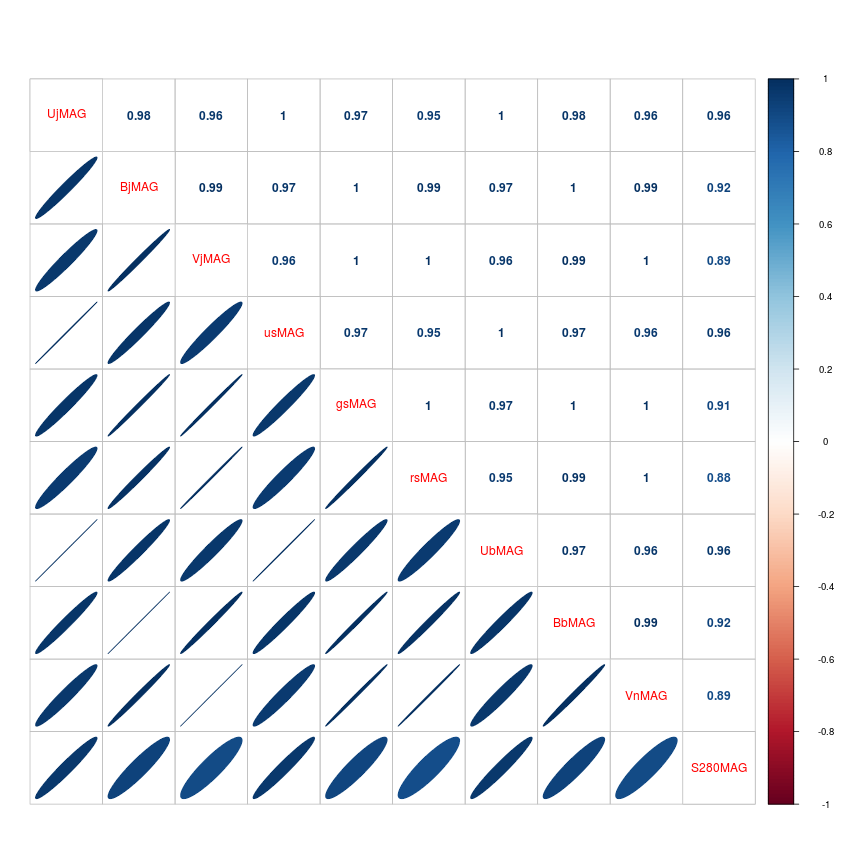 UjMAG 0.98 0.96 1 0.97 0.95 1 0.98 0.96 0.96
BjMAG 0.99 0.97 1 0.99 0.97 1 0.99 0.92
VjMAG 0.96 1 1 0.96 0.99 1 0.89
usMAG 0.97 0.95 1 0.97 0.96 0.96
gsMAG 1 0.97 1 1 0.91
rsMAG 0.95 0.99 1 0.88
UbMAG 0.97 0.96 0.96
BbMAG 0.99 0.92
VnMAG 0.89
S280MAG
1
0.8
0.6
0.4
0.2
0
-0.2
-0.4
-0.6
-0.8
-1